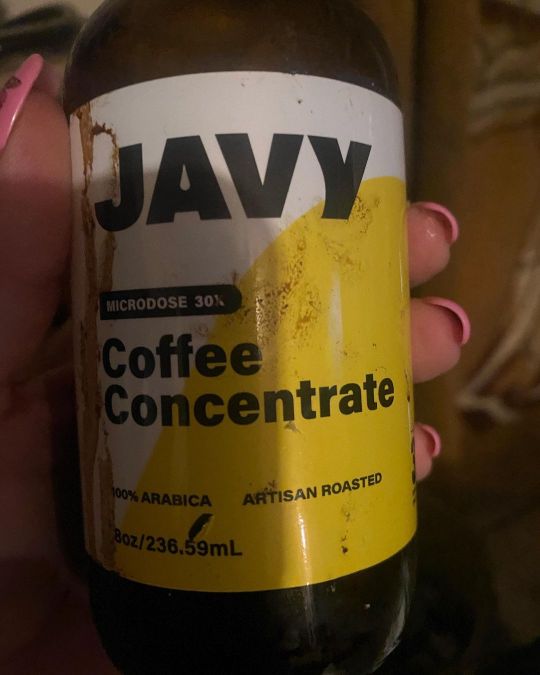 JAVY
MICRODOSE 30X
Coffee
Concentrate
100% ARABICA ARTISAN ROASTED
8oz/236.59mL